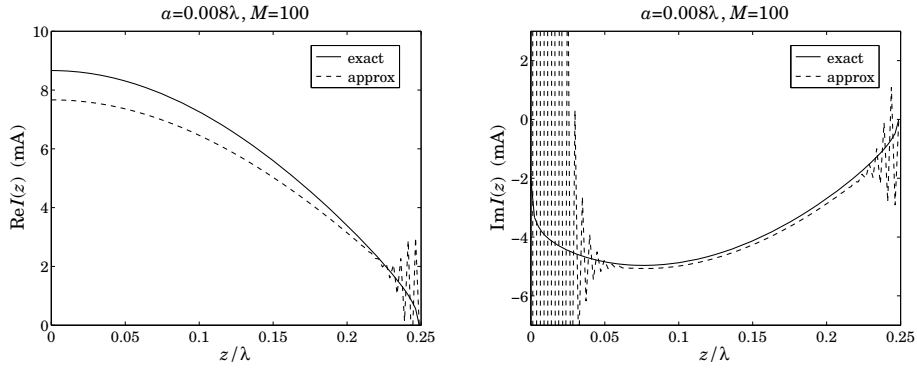 a=0.008λ, M=100
exact
approx
Re I(z) (mA)
10
8
6
4
2
0
0
0.05
0.1
0.15
0.2
0.25
z/λ
a=0.008λ, M=100
exact
approx
Im I(z) (mA)
2
0
−2
−4
−6
0
0.05
0.1
0.15
0.2
0.25
z/λ